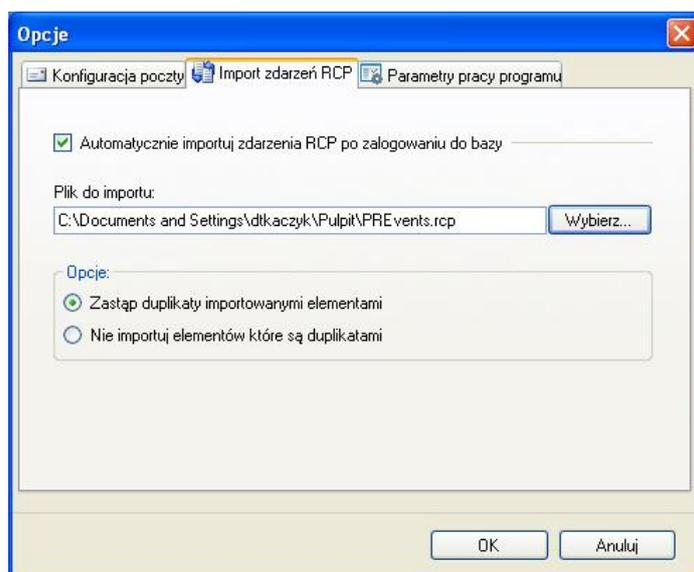 Opcje
Konfiguracja poczty Import zdarzeń RCP Parametry pracy programu
Automatycznie importuj zdarzenia RCP po zalogowaniu do bazy
Plik do importu:
C:\Documents and Settings\dtkaczyk\Pulpit\PREvents.rcp Wybierz...
Opcje:
Zastąp duplikaty importowanymi elementami
Nie importuj elementów które są duplikatami
OK Anuluj